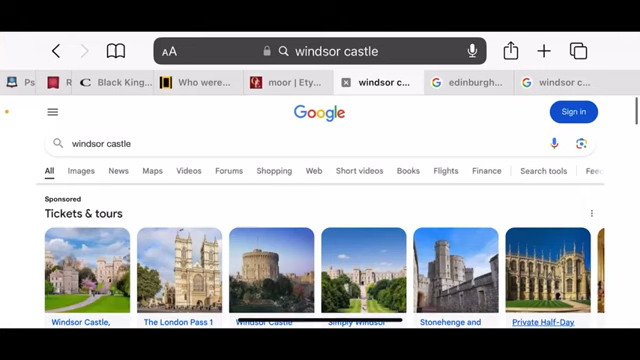 AA windsor castle
Ps R Black King... Who were... moor | Ety... windsor c... edinburgh... windsor c...
Google Sign in
windsor castle
All Images News Maps Videos Forums Shopping Web Short videos Books Flights Finance Search tools Fee
Sponsored
Tickets & tours
Windsor Castle, The London Pass 1 Windsor Castle Simply Windsor Stonehenge and Private Half-Day